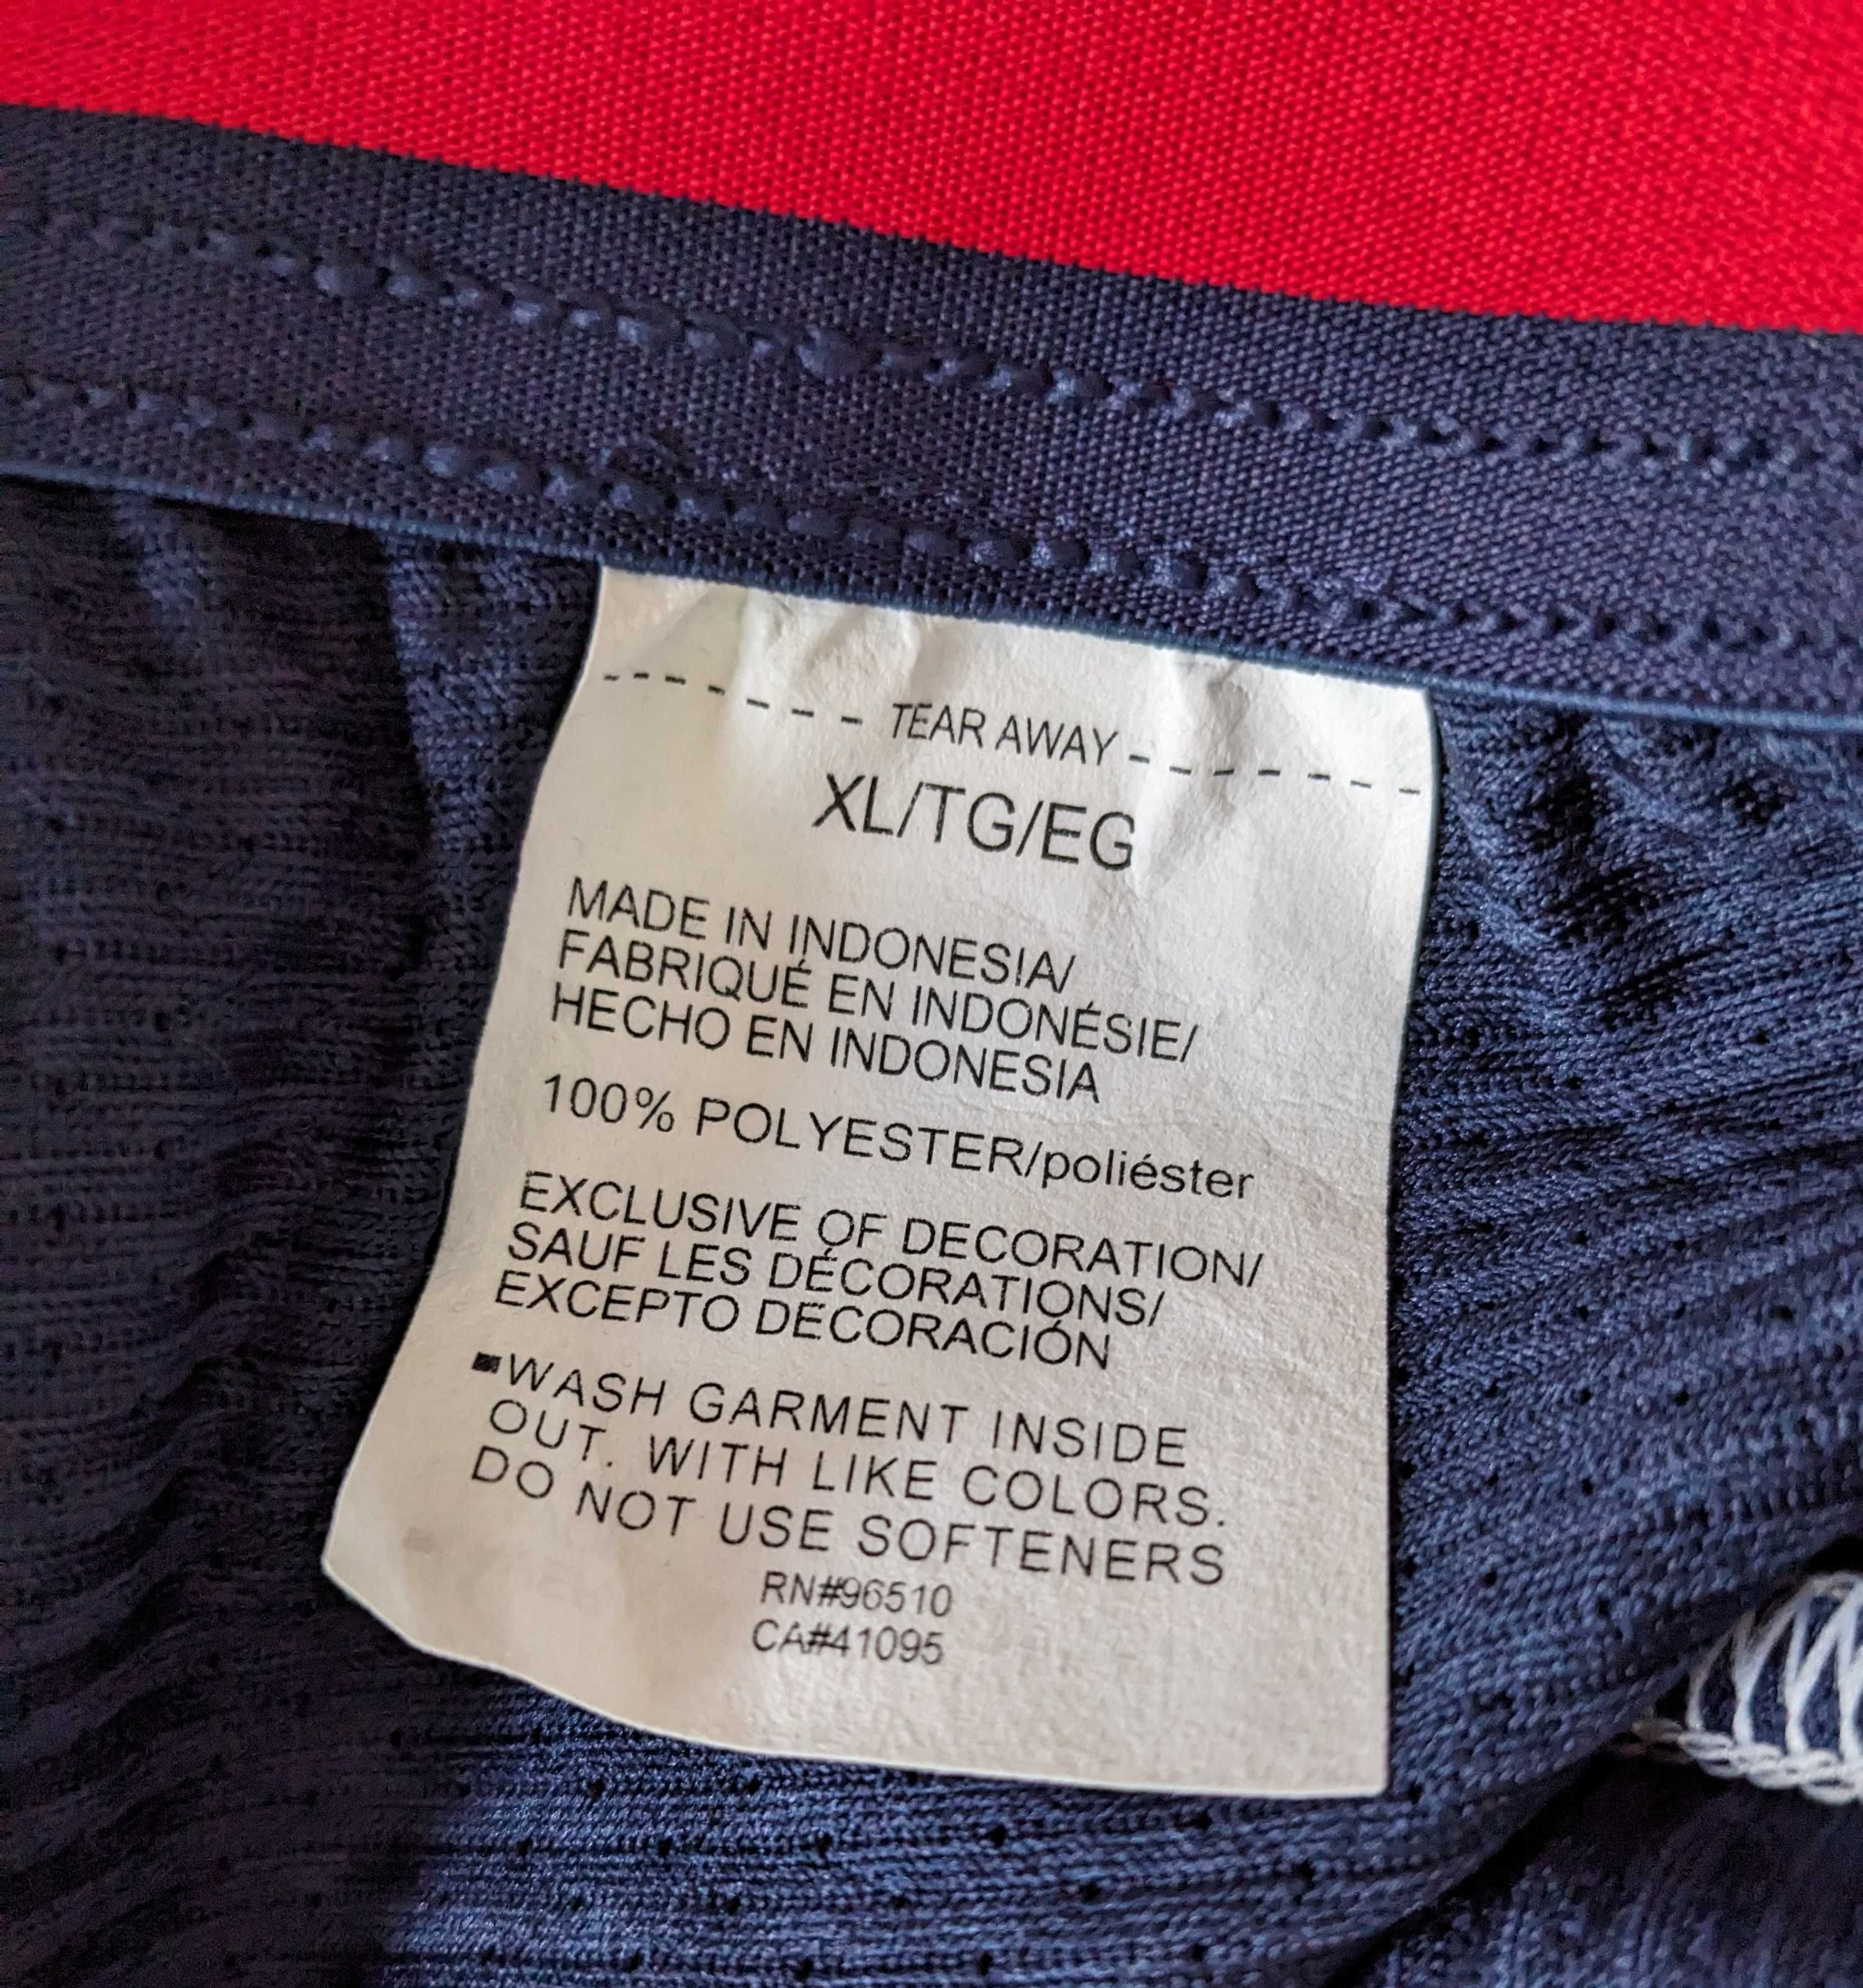 TEAR AWAY
XL/TG/EG
MADE IN INDONESIA/
FABRIQUÉ EN INDONÉSIE/
HECHO EN INDONESIA
100% POLYESTER/poliéster
EXCLUSIVE OF DECORATION/
SAUF LES DÉCORATIONS/
EXCEPTO DECORACIÓN
WASH GARMENT INSIDE
OUT. WITH LIKE COLORS.
DO NOT USE SOFTENERS
RN#96510
CA#41095